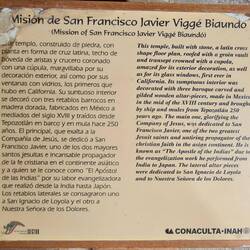 Misión de San Francisco Javier Viggé Biaundó
(Mission of San Francisco Javier Viggé Biaundó)
templo, construido de piedra, con
planta en forma de cruz latina, techo de
bóveda de aristas y crucero coronado
con una cúpula, maravillosa por su
decoración exterior, así como por sus
ventanas con vitrales, los primeros que
hubo en California. Su suntuoso interior
se decoró con tres retablos barrocos en
madera dorada, fabricados en México a
mediados del siglo XVIII y traídos desde
Tepotzotlán en barco y en mula hace 250
años. El principal, que exalta a la
Compañía de Jesús, se dedicó a San
Francisco Javier, uno de los dos mayores
santos jesuitas e incansable propagador
de la fe cristiana en el continente asiático
y a quien se le conoce como "El Apóstol
de las Indias" por su labor evangelizadora
que realizó desde la India hasta Japón.
Los retablos laterales se consagraron uno
a San Ignacio de Loyola y el otro a
Nuestra Señora de los Dolores.
This temple, built with stone, a latin cross
shape floor plan, roofed with a groin vault
and transept crowned with a cupola,
amazed for its exterior decoration, as well
as for its glass windows, first ever in
California. Its sumptuous interior was
decorated with three baroque carved and
golded wooden altar-pieces, made in Mexico
in the mid of the XVIII century and brought
by ship and mules from Tepozotlán 250
years ago. The main one, glorifying the
Company of Jesus, was dedicated to San
Francisco Javier, one of the two greatest
Jesuit saints and untiring propagator of the
christian faith in the asian continent. He is
known as "The Apostle of the Indias" due to
the evangelization work he performed from
India to Japan. The lateral altar pieces
were dedicated to San Ignacio de Loyola
and to Nuestra Señora de los Dolores.
CONACULTA-INAH